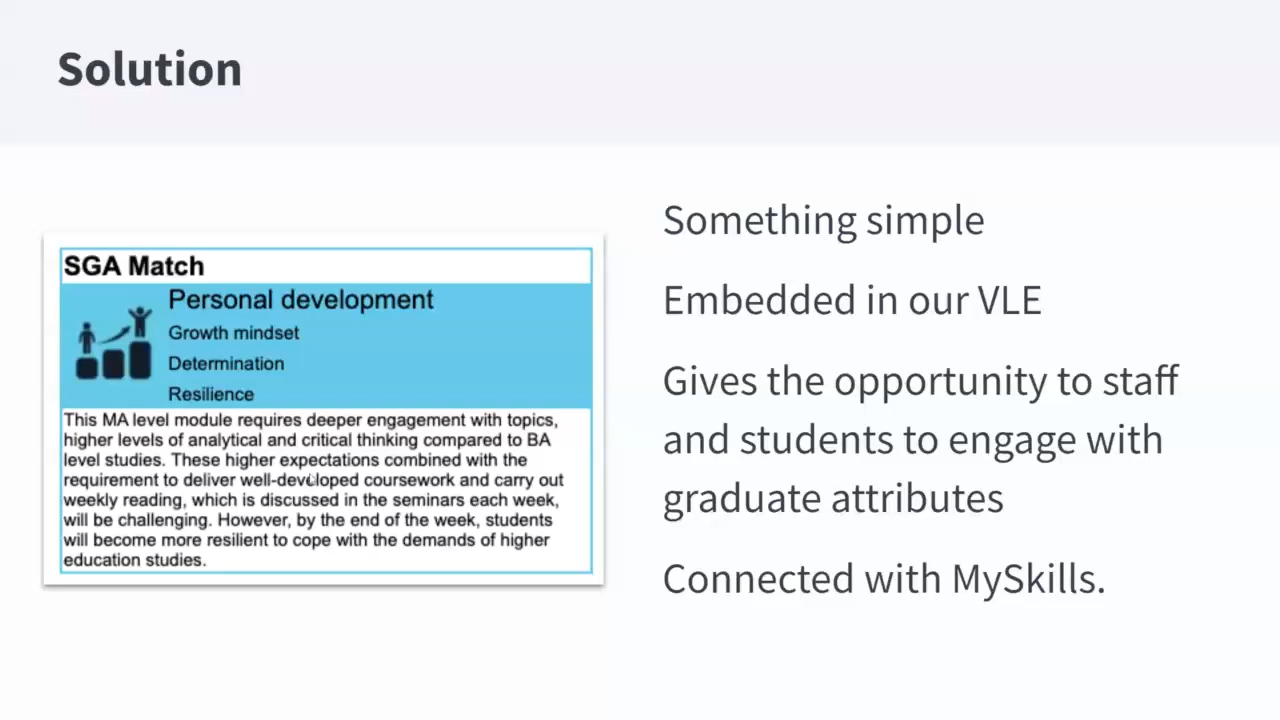 Solution
SGA Match
Personal development
Growth mindset
Determination
Resilience
This MA level module requires deeper engagement with topics,
higher levels of analytical and critical thinking compared to BA
level studies. These higher expectations combined with the
requirement to deliver well-developed coursework and carry out
weekly reading, which is discussed in the seminars each week,
will be challenging. However, by the end of the week, students
will become more resilient to cope with the demands of higher
education studies.
Something simple
Embedded in our VLE
Gives the opportunity to staff
and students to engage with
graduate attributes
Connected with MySkills.